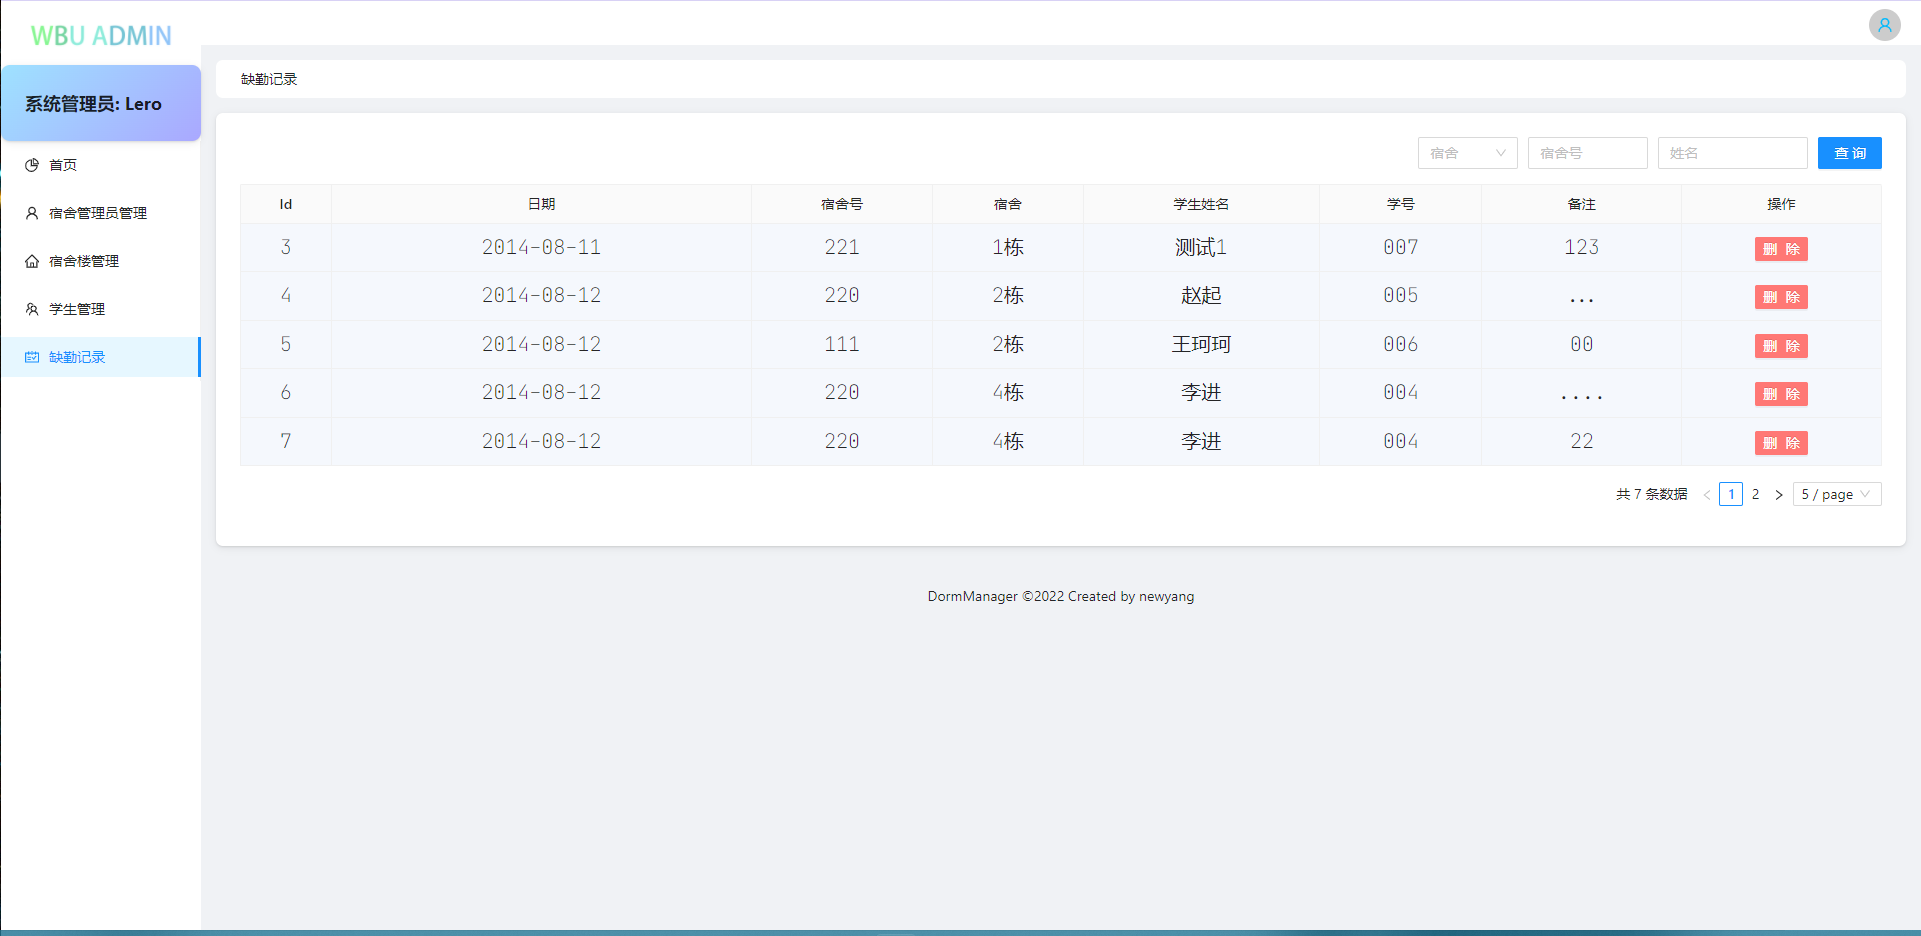 WBU ADMIN
系统管理员: Lero
首页
宿舍管理员管理
宿舍楼管理
学生管理
缺勤记录
缺勤记录
宿舍 宿舍号 姓名 查 询
Id 日期 宿舍号 宿舍 学生姓名 学号 备注 操作
3 2014-08-11 221 1栋 测试1 007 123 删 除
4 2014-08-12 220 2栋 赵起 005 ... 删 除
5 2014-08-12 111 2栋 王珂珂 006 00 删 除
6 2014-08-12 220 4栋 李进 004 .... 删 除
7 2014-08-12 220 4栋 李进 004 22 删 除
共 7 条数据 < 1 2 > 5 / page
DormManager ©2022 Created by newyang